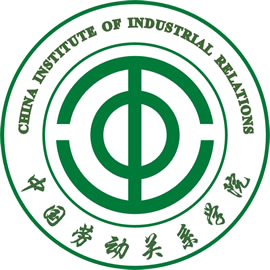 CHINA INSTITUTE OF INDUSTRIAL RELATIONS
中国劳动关系学院